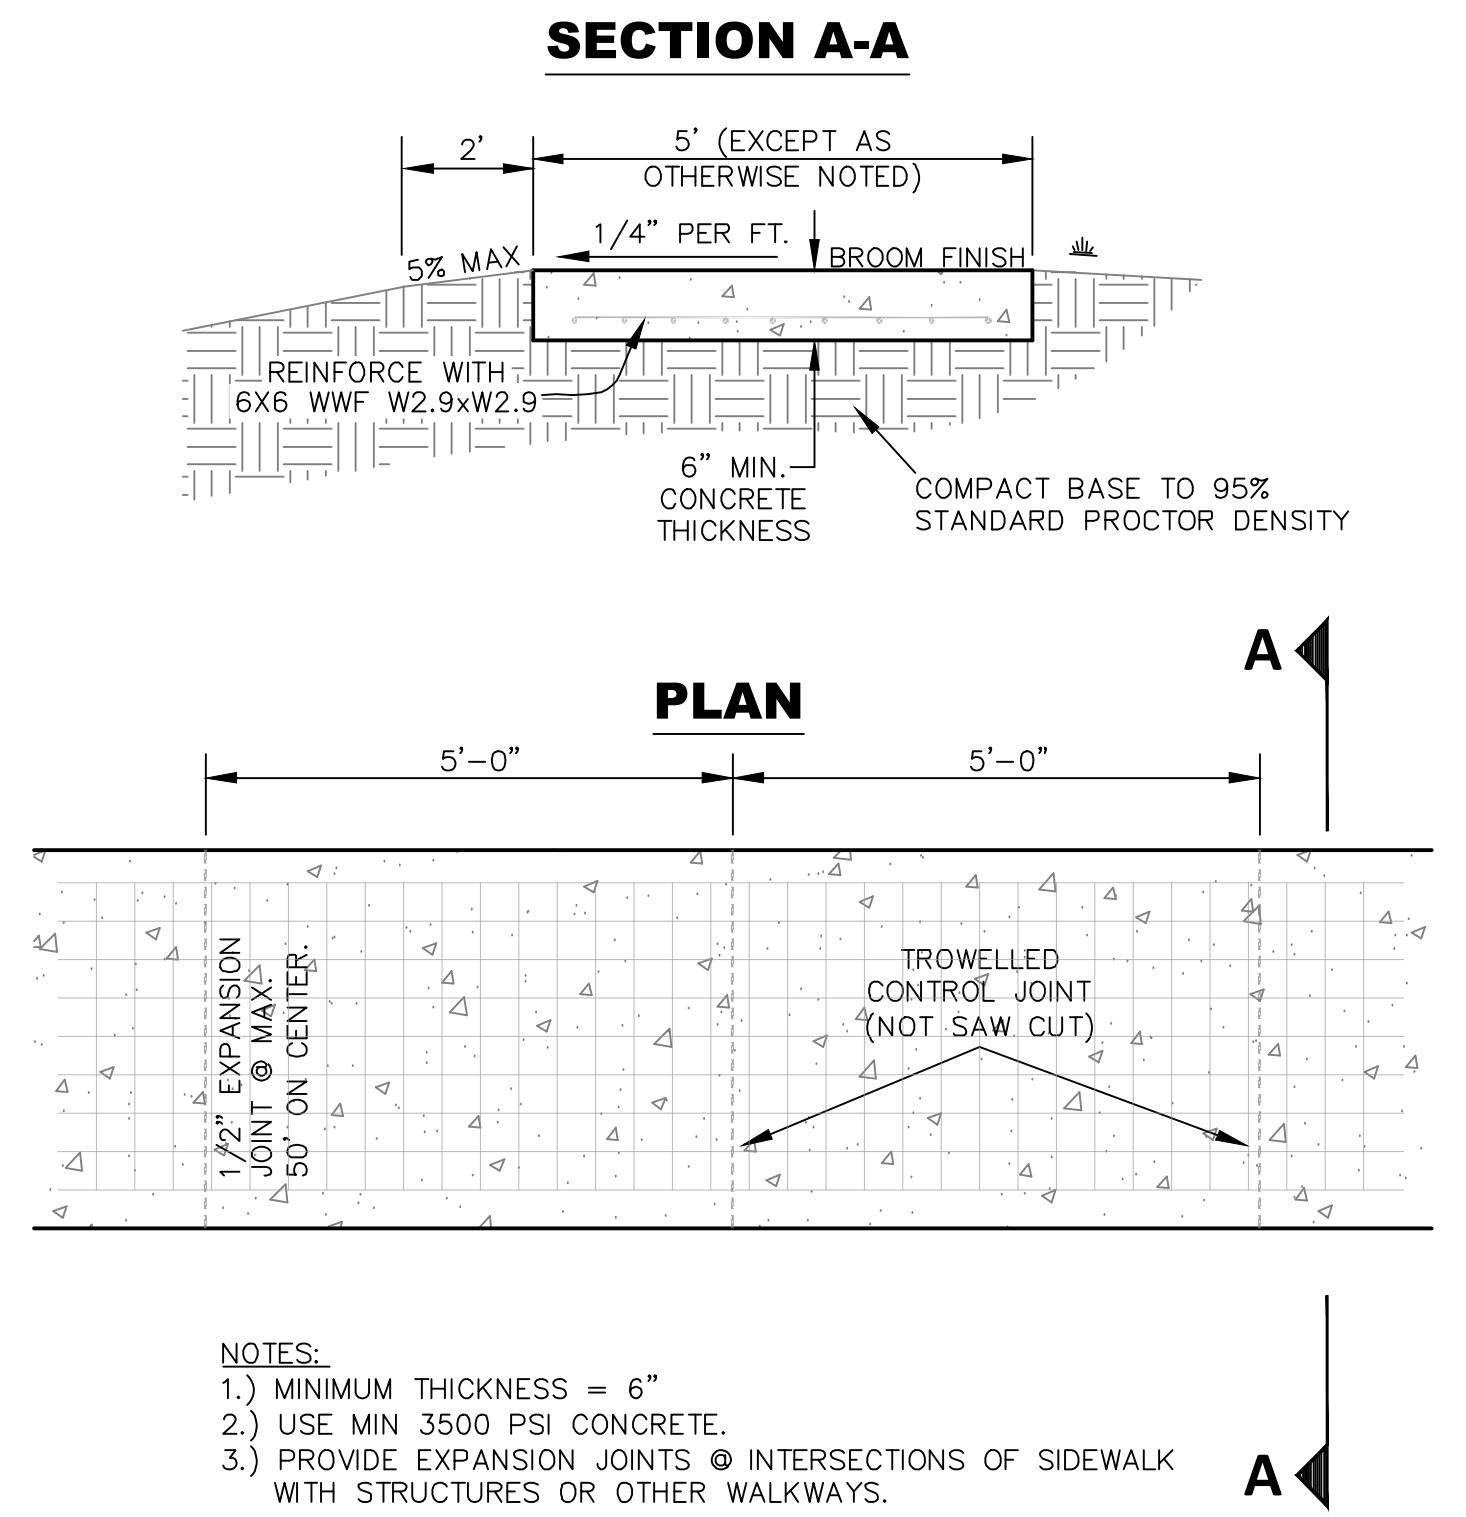 SECTION A-A
2'
5' (EXCEPT AS
OTHERWISE NOTED)
1/4" PER FT.
5% MAX
BROOM FINISH
REINFORCE WITH
6X6 WWF W2.9xW2.9
6" MIN.
CONCRETE
THICKNESS
COMPACT BASE TO 95%
STANDARD PROCTOR DENSITY
A
PLAN
5'-0"
5'-0"
1/2" EXPANSION
JOINT @ MAX.
50' ON CENTER.
TROWELLED
CONTROL JOINT
(NOT SAW CUT)
NOTES:
1.) MINIMUM THICKNESS = 6"
2.) USE MIN 3500 PSI CONCRETE.
3.) PROVIDE EXPANSION JOINTS @ INTERSECTIONS OF SIDEWALK
WITH STRUCTURES OR OTHER WALKWAYS.
A